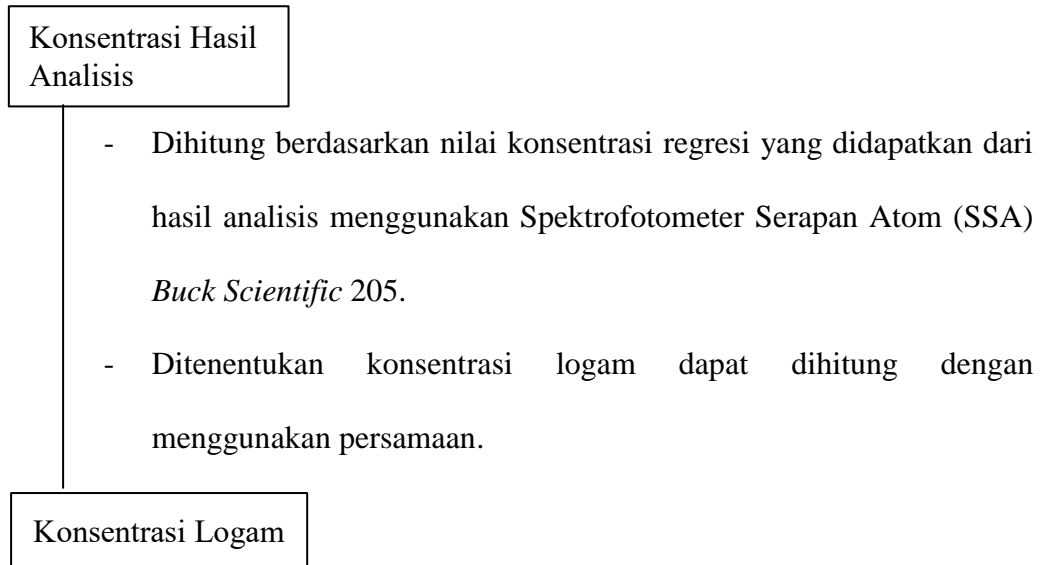 Konsentrasi Hasil
Analisis
- Dihitung berdasarkan nilai konsentrasi regresi yang didapatkan dari
hasil analisis menggunakan Spektrofotometer Serapan Atom (SSA)
Buck Scientific 205.
- Ditenentukan konsentrasi logam dapat dihitung dengan
menggunakan persamaan.
Konsentrasi Logam